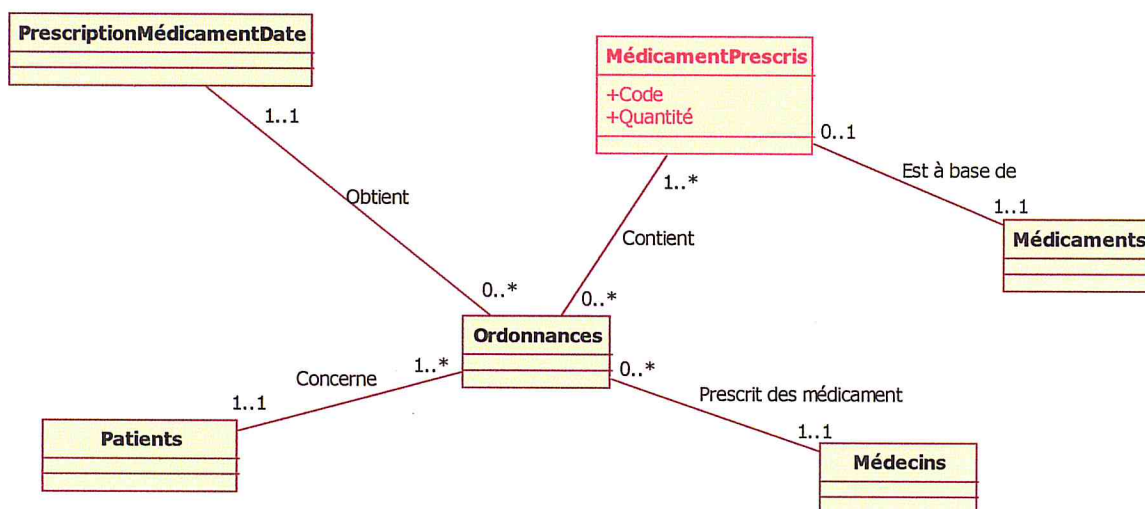 PrescriptionMédicamentDate
MédicamentPrescris
+Code
+Quantité
1..1
0..1
Est à base de
1..*
Obtient
1..1
Médicaments
Contient
0..*
0..*
Ordonnances
1..*
0..*
Concerne
Prescrit des médicament
1..1
1..1
Patients
Médecins